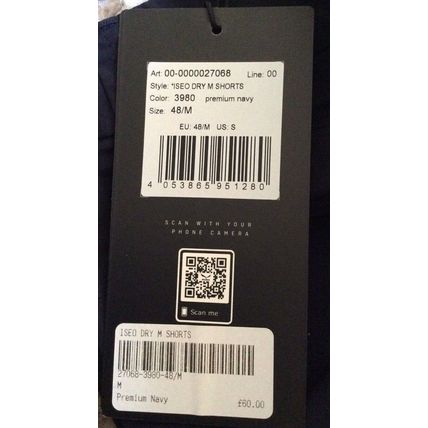 Art: 00-0000027068 Line: 00
Style: *ISEO DRY M SHORTS
Color: 3980 premium navy
Size: 48/M
EU: 48/M US: S
4 053865 951280
SCAN WITH YOUR
PHONE CAMERA
Scan me
ISEO DRY M SHORTS
27068-3980-48/M
M
Premium Navy £60.00